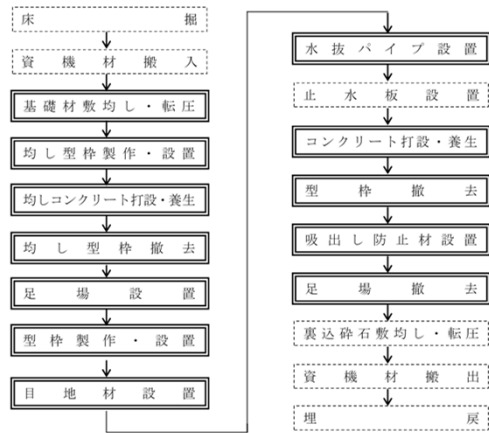 床掘
資機材搬入
基礎材敷均し・転圧
均し型枠製作・設置
均しコンクリート打設・養生
均し型枠撤去
足場設置
型枠製作・設置
目地材設置
水抜パイプ設置
止水板設置
コンクリート打設・養生
型枠撤去
吸出し防止材設置
足場撤去
裏込砕石敷均し・転圧
資機材搬出
埋戻